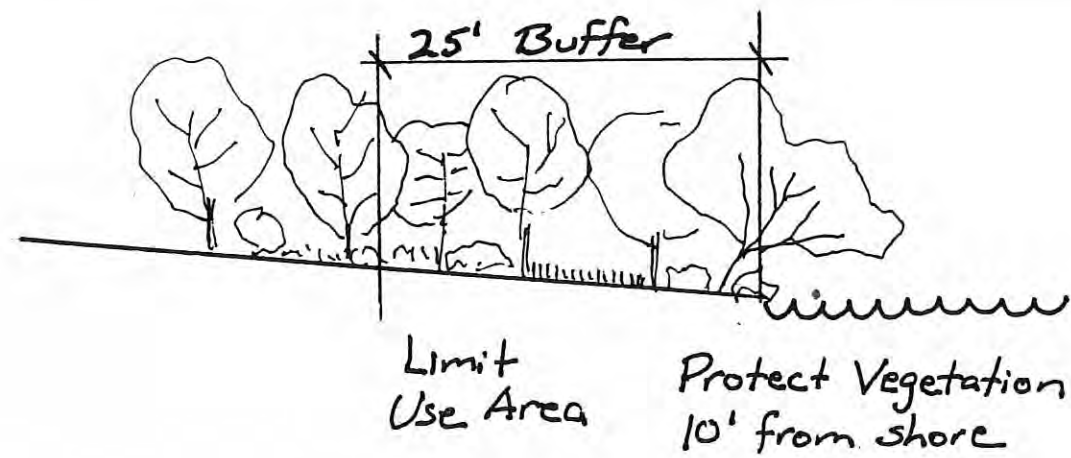 25' Buffer
Limit
Use Area
Protect Vegetation
10' from shore